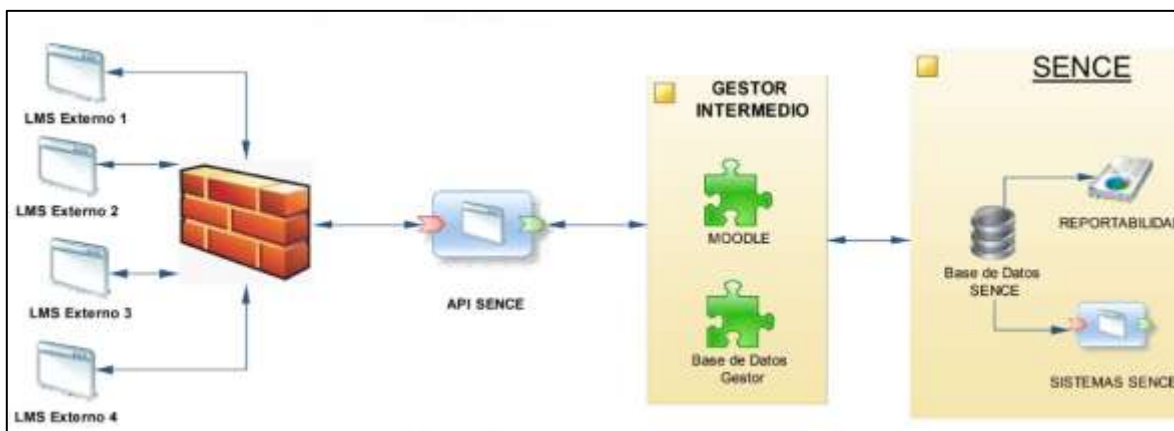 LMS Externo 1
LMS Externo 2
LMS Externo 3
LMS Externo 4
API SENCE
GESTOR
INTERMEDIO
MOODLE
Base de Datos
Gestor
SENCE
Base de Datos
SENCE
REPORTABILIDA
SISTEMAS SENCE